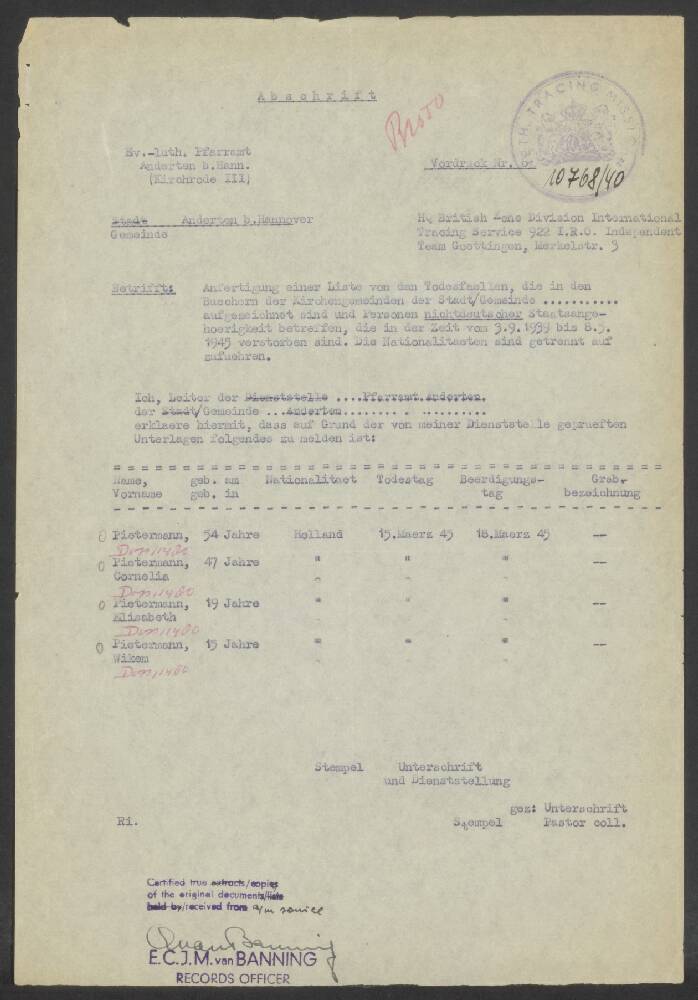 Abschrift
TRACING MISSION
Ev.-luth. Pfarramt
Anderten b.Hann.
(Kirchrode III)
Vordruck Nr.
10768/40
Stadt Anderten b.Hannover
Gemeinde
HQ British Zone Division International
Tracing Service 922 I.R.O. Independent
Team Goettingen, Merkelstr. 3
Betrifft: Anfertigung einer Liste von den Todesfaellen, die in den
Buechern der Kirchengemeinden der Stadt/Gemeinde ...........
aufgezeichnet sind und Personen nichtdeutscher Staatsange-
hoerigkeit betreffen, die in der Zeit vom 3.9.1939 bis 8.5.
1945 verstorben sind. Die Nationalitaeten sind getrennt auf
zufuehren.
Ich, Leiter der Dienststelle ....Pfarramt Anderten.
der Stadt/Gemeinde ...Anderten........ . .........
erklaere hiermit, dass auf Grund der von meiner Dienststelle geprueften
Unterlagen folgendes zu melden ist:
Name, geb. am Nationalitaet Todestag Beerdigungs- Grab-
Vorname geb. in tag bezeichnung
0 Pietermann, 54 Jahre Holland 15.Maerz 45 18.Maerz 45 --
0 Pietermann, 47 Jahre " " " --
Cornelia
0 Pietermann, 19 Jahre " " " --
Elisabeth
0 Pietermann, 15 Jahre " " " --
Wikem
Stempel Unterschrift
und Dienststellung
gez: Unterschrift
Ri. Stempel Pastor coll.
Certified true extracts/copies
of the original documents/lists
held by/received from a/m source
E.C.J.M. van BANNING
RECORDS OFFICER